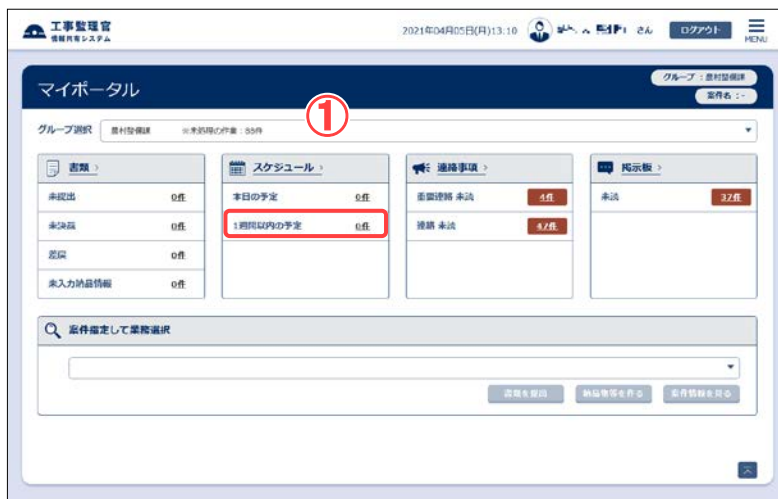 工事監理官
情報共有システム
2021年04月05日(月)13:10
さん
ログアウト
MENU
マイポータル
グループ：農村整備課
案件名：-
①
グループ選択
農村整備課
※未処理の作業：88件
書類 >
未提出 0件
未決裁 0件
差戻 0件
未入力納品情報 0件
スケジュール >
本日の予定 0件
1週間以内の予定 0件
連絡事項 >
重要連絡 未読 4件
連絡 未読 47件
掲示板 >
未読 37件
案件指定して業務選択
書類を提出
納品物等を作る
案件情報を見る